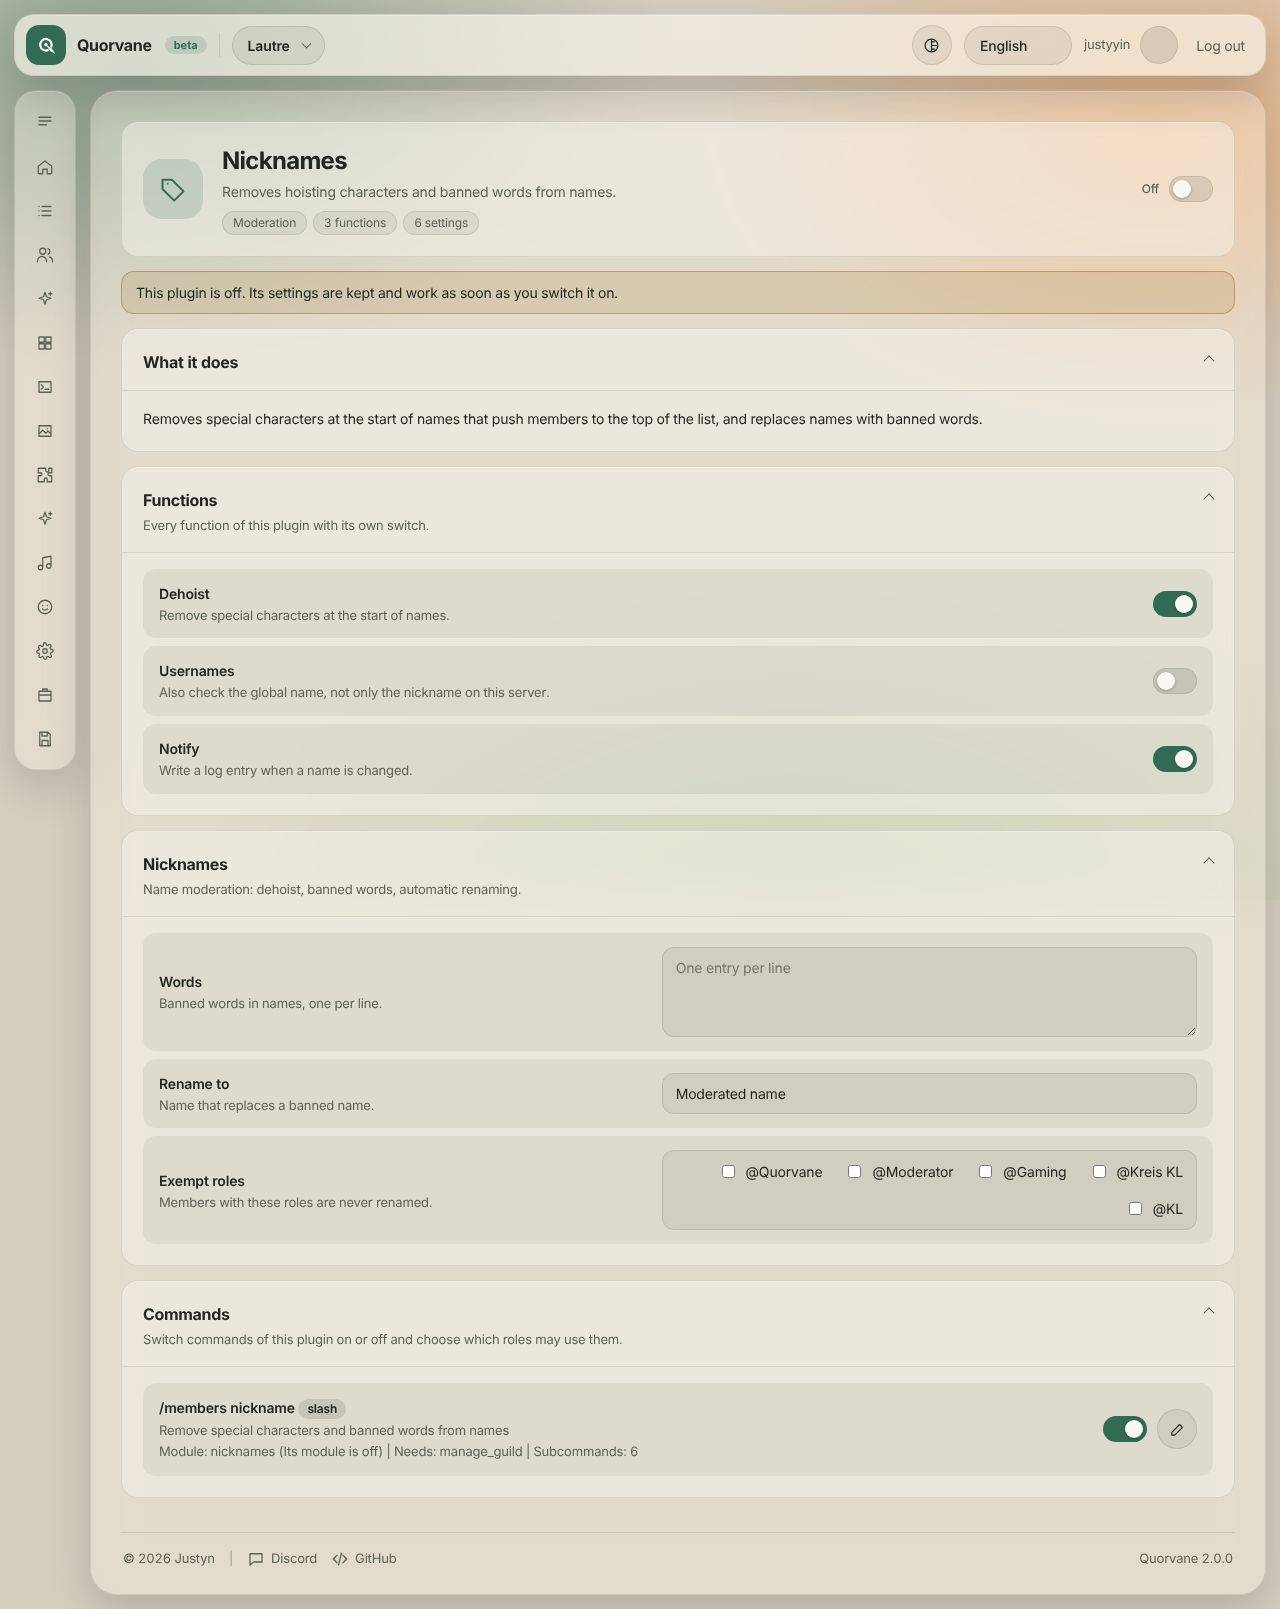 Quorvane beta Lautre English justyyin Log out
Nicknames
Removes hoisting characters and banned words from names.
Moderation 3 functions 6 settings
Off
This plugin is off. Its settings are kept and work as soon as you switch it on.
What it does
Removes special characters at the start of names that push members to the top of the list, and replaces names with banned words.
Functions
Every function of this plugin with its own switch.
Dehoist
Remove special characters at the start of names.
Usernames
Also check the global name, not only the nickname on this server.
Notify
Write a log entry when a name is changed.
Nicknames
Name moderation: dehoist, banned words, automatic renaming.
Words
Banned words in names, one per line.
One entry per line
Rename to
Name that replaces a banned name.
Moderated name
Exempt roles
Members with these roles are never renamed.
@Quorvane @Moderator @Gaming @Kreis KL
@KL
Commands
Switch commands of this plugin on or off and choose which roles may use them.
/members nickname slash
Remove special characters and banned words from names
Module: nicknames (Its module is off) | Needs: manage_guild | Subcommands: 6
© 2026 Justyn | Discord GitHub Quorvane 2.0.0